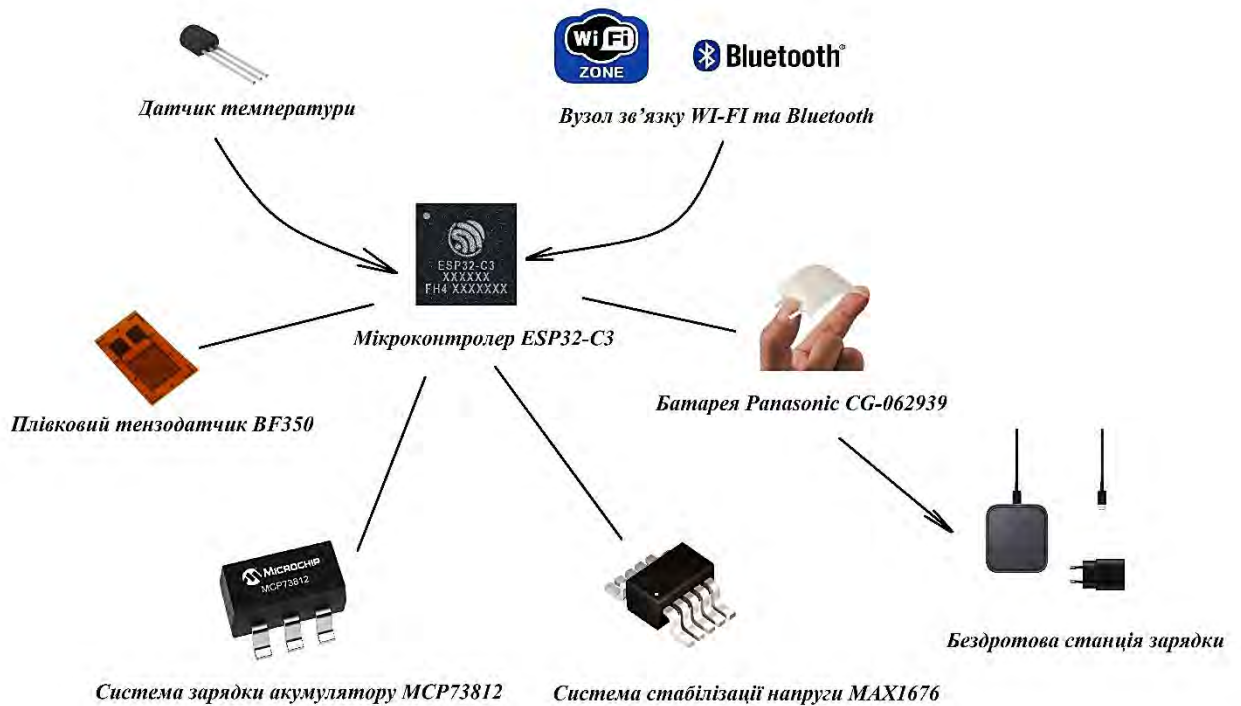 WiFi
ZONE
Bluetooth®
Датчик температури
Вузол зв’язку WI-FI та Bluetooth
ESP32-C3
XXXXXX
FH4 XXXXXXX
Мікроконтролер ESP32-C3
Плівковий тензодатчик BF350
Батарея Panasonic CG-062939
MICROCHIP
MCP73812
Бездротова станція зарядки
Система зарядки акумулятору MCP73812
Система стабілізації напруги MAX1676